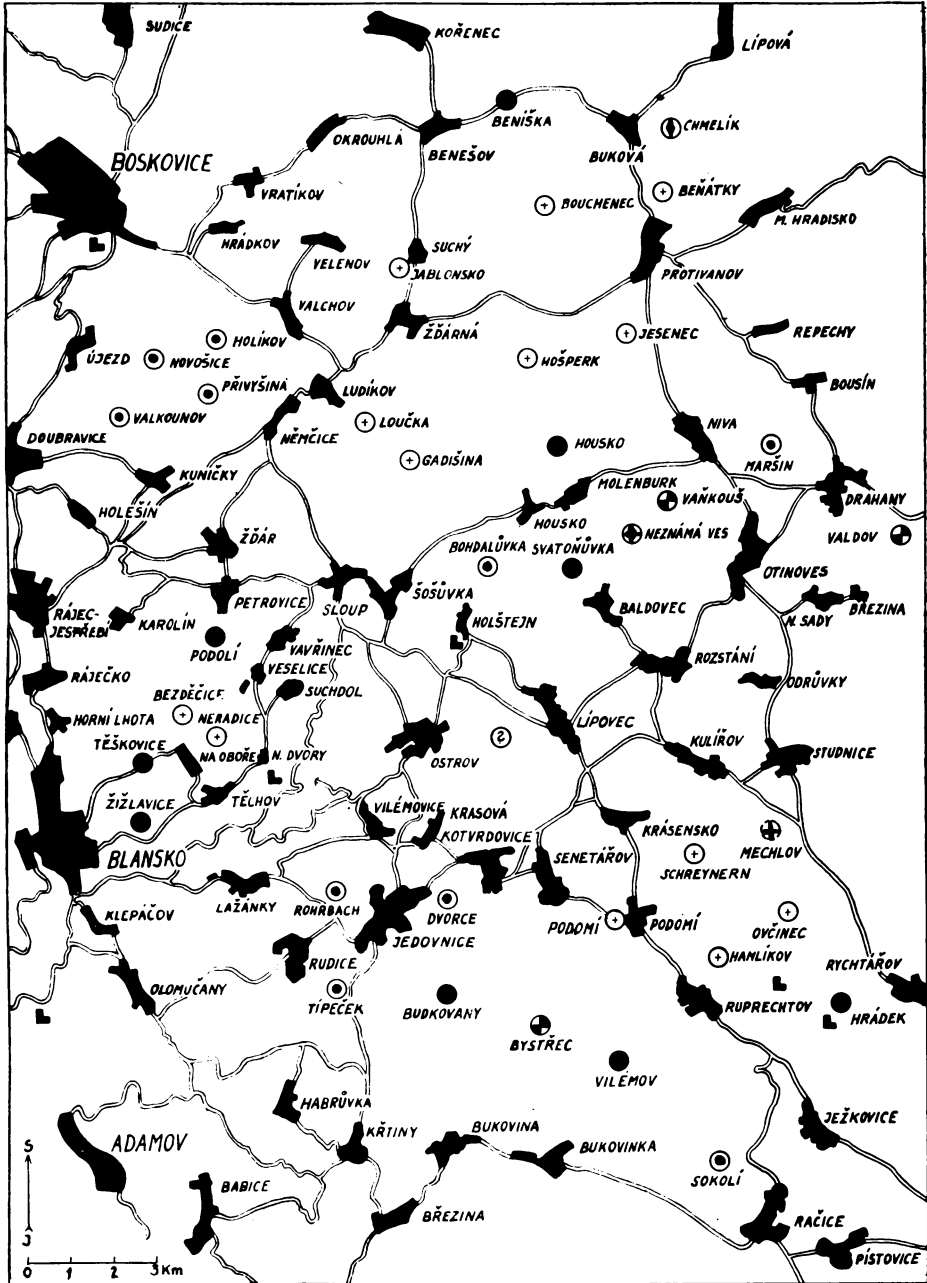 SUDICE
KOŘENEC
LÍPOVÁ
BENÍŠKA
CHMELÍK
OKROUHLÁ
BENEŠOV
BUKOVÁ
BOSKOVICE
VRATÍKOV
BOUCHENEC
BEŇÁTKY
HRÁDKOV
VELENOV
SUCHÝ
JABLONSKO
M. HRADISKO
PROTIVANOV
VALCHOV
ŽĎÁRNÁ
JESENEC
REPECHY
HOLÍKOV
ÚJEZD
NOVOŠICE
HOŠPERK
PŘIVYŠINA
LUDÍKOV
BOUSÍN
VALKOUNOV
LOUČKA
NIVA
DOUBRAVICE
NĚMČICE
HOUSKO
GADIŠINA
MARŠÍN
KUNIČKY
MOLENBURK
VAŇKOUŠ
DRAHANY
HOLEŠÍN
HOUSKO
NEZNÁMÁ VES
VALDOV
ŽĎÁR
BOHDALŮVKA
SVATOŇŮVKA
OTINOVES
PETROVICE
SLOUP
ŠOŠŮVKA
BALDOVEC
BŘEZINA
N. SADY
RÁJEC-
JESTŘEBÍ
KAROLÍN
HOLŠTEJN
PODOLÍ
VAVŘINEC
ROZSTÁNÍ
RÁJEČKO
VESELICE
SUCHDOL
ODRŮVKY
BEZDĚČICE
HORNÍ LHOTA
NERADICE
LÍPOVEC
TĚŠKOVICE
NA OBOŘE
N. DVORY
OSTROV
KULÍŘOV
STUDNICE
ŽIŽLAVICE
TĚCHOV
VILÉMOVICE
KRASOVÁ
KOTVRDOVICE
KRÁSENSKO
BLANSKO
SENETÁŘOV
SCHREYNERN
MECHLOV
LAŽÁNKY
ROHRBACH
DVORCE
KLEPÁČOV
JEDOVNICE
PODOMÍ
PODOMÍ
OVČINEC
RUDICE
HAMLÍKOV
RYCHTÁŘOV
OLOMUČANY
TIPEČEK
BUDKOVANY
RUPRECHTOV
HRÁDEK
BYSTŘEC
VILÉMOV
HABRŮVKA
JEŽKOVICE
ADAMOV
KŘTINY
BUKOVINA
BUKOVINKA
S
SOKOLÍ
BABICE
BŘEZINA
RAČICE
J
PÍSTOVICE
0 1 2 3 Km